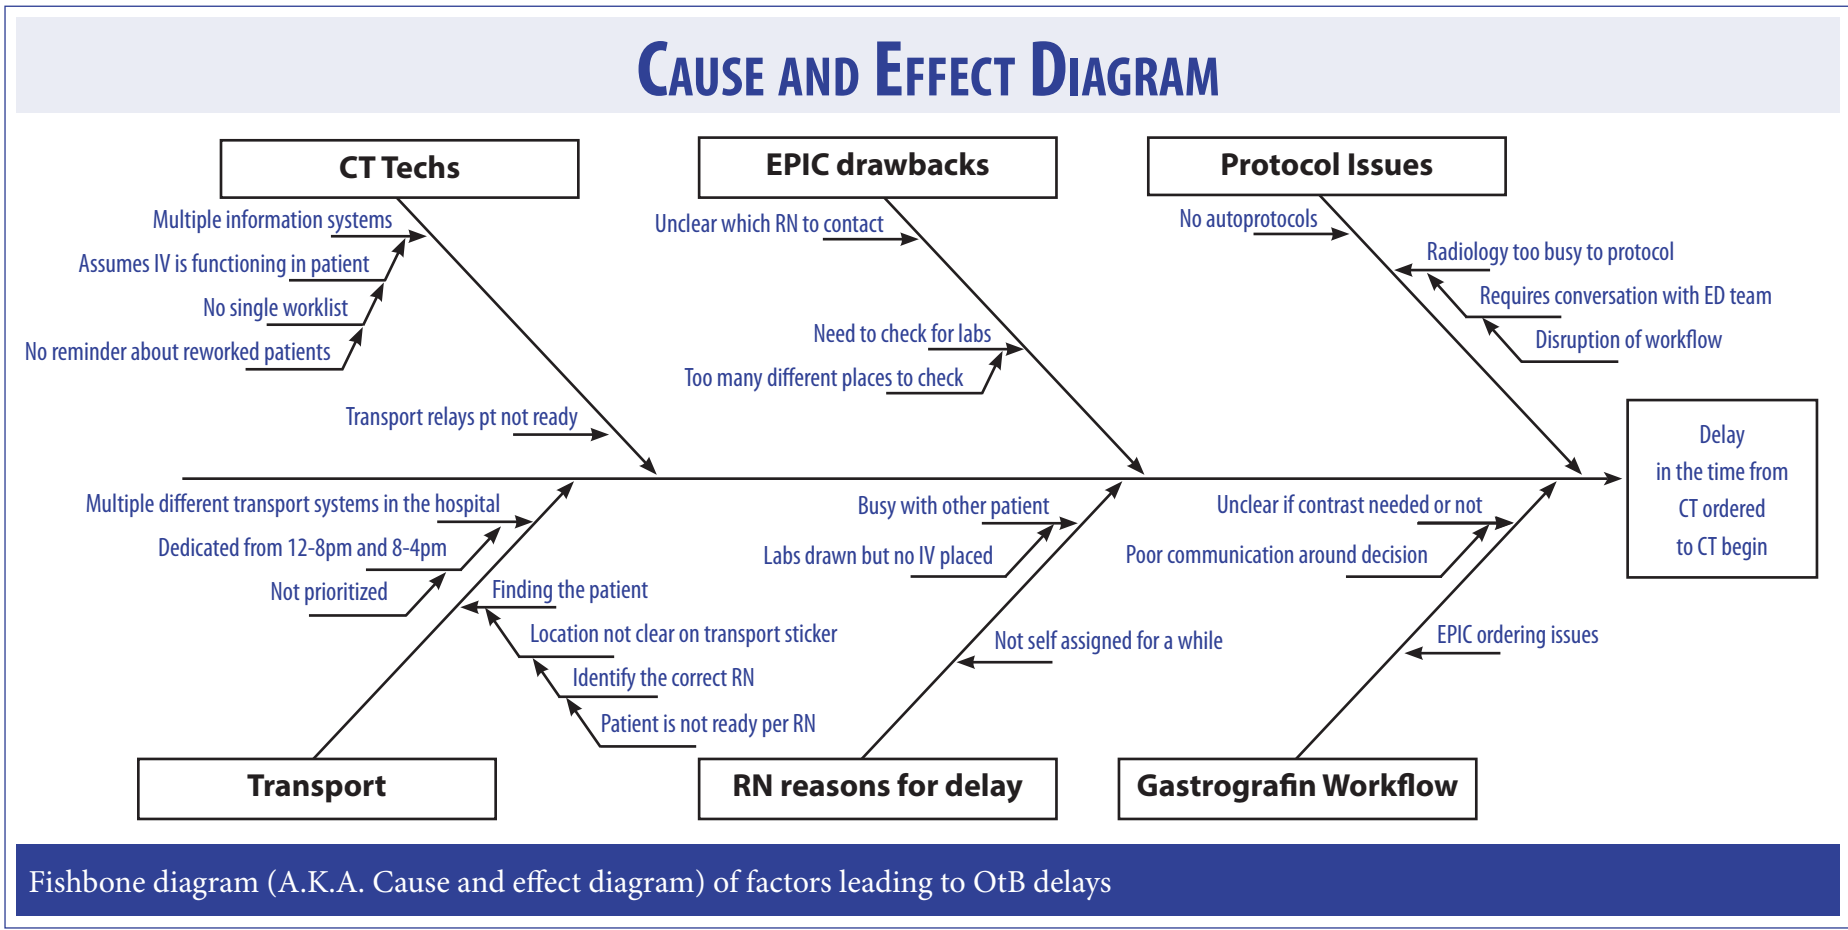 CAUSE AND EFFECT DIAGRAM
CT Techs
EPIC drawbacks
Protocol Issues
Multiple information systems
Assumes IV is functioning in patient
No single worklist
No reminder about reworked patients
Transport relays pt not ready
Unclear which RN to contact
Need to check for labs
Too many different places to check
No autoprotocols
Radiology too busy to protocol
Requires conversation with ED team
Disruption of workflow
Delay
in the time from
CT ordered
to CT begin
Multiple different transport systems in the hospital
Dedicated from 12-8pm and 8-4pm
Not prioritized
Finding the patient
Location not clear on transport sticker
Identify the correct RN
Patient is not ready per RN
Busy with other patient
Labs drawn but no IV placed
Not self assigned for a while
Unclear if contrast needed or not
Poor communication around decision
EPIC ordering issues
Transport
RN reasons for delay
Gastrografin Workflow
Fishbone diagram (A.K.A. Cause and effect diagram) of factors leading to OtB delays